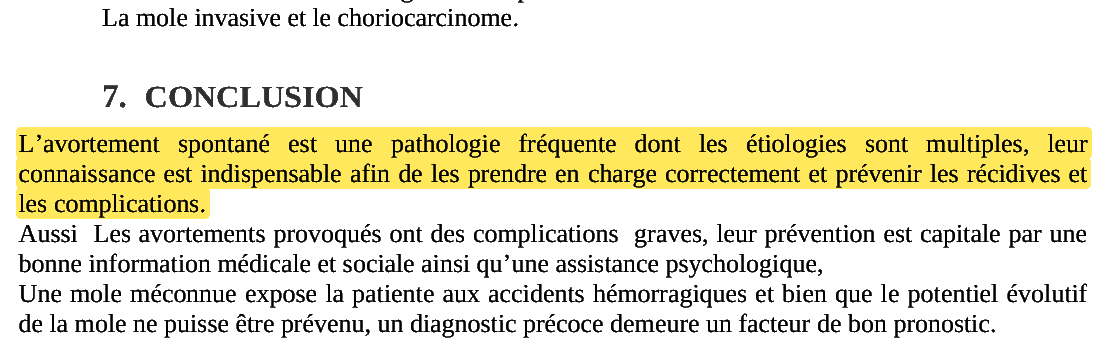 La mole invasive et le choriocarcinome.
7. CONCLUSION
L’avortement spontané est une pathologie fréquente dont les étiologies sont multiples, leur
connaissance est indispensable afin de les prendre en charge correctement et prévenir les récidives et
les complications.
Aussi Les avortements provoqués ont des complications graves, leur prévention est capitale par une
bonne information médicale et sociale ainsi qu’une assistance psychologique,
Une mole méconnue expose la patiente aux accidents hémorragiques et bien que le potentiel évolutif
de la mole ne puisse être prévenu, un diagnostic précoce demeure un facteur de bon pronostic.